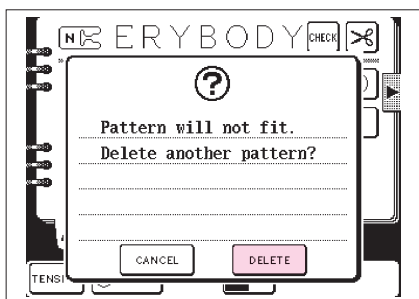 N ERYBODY CHECK
Pattern will not fit.
Delete another pattern?
CANCEL DELETE
TENSI